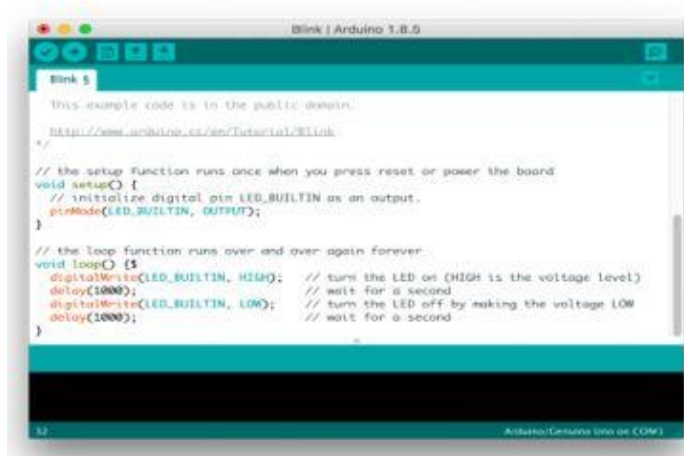 Blink | Arduino 1.8.5
Blink §
This example code is in the public domain.
http://www.arduino.cc/en/Tutorial/Blink
*/
// the setup function runs once when you press reset or power the board
void setup() {
// initialize digital pin LED_BUILTIN as an output.
pinMode(LED_BUILTIN, OUTPUT);
}
// the loop function runs over and over again forever
void loop() {$
digitalWrite(LED_BUILTIN, HIGH); // turn the LED on (HIGH is the voltage level)
delay(1000); // wait for a second
digitalWrite(LED_BUILTIN, LOW); // turn the LED off by making the voltage LOW
delay(1000); // wait for a second
}
32 Arduino/Genuino Uno on COM1